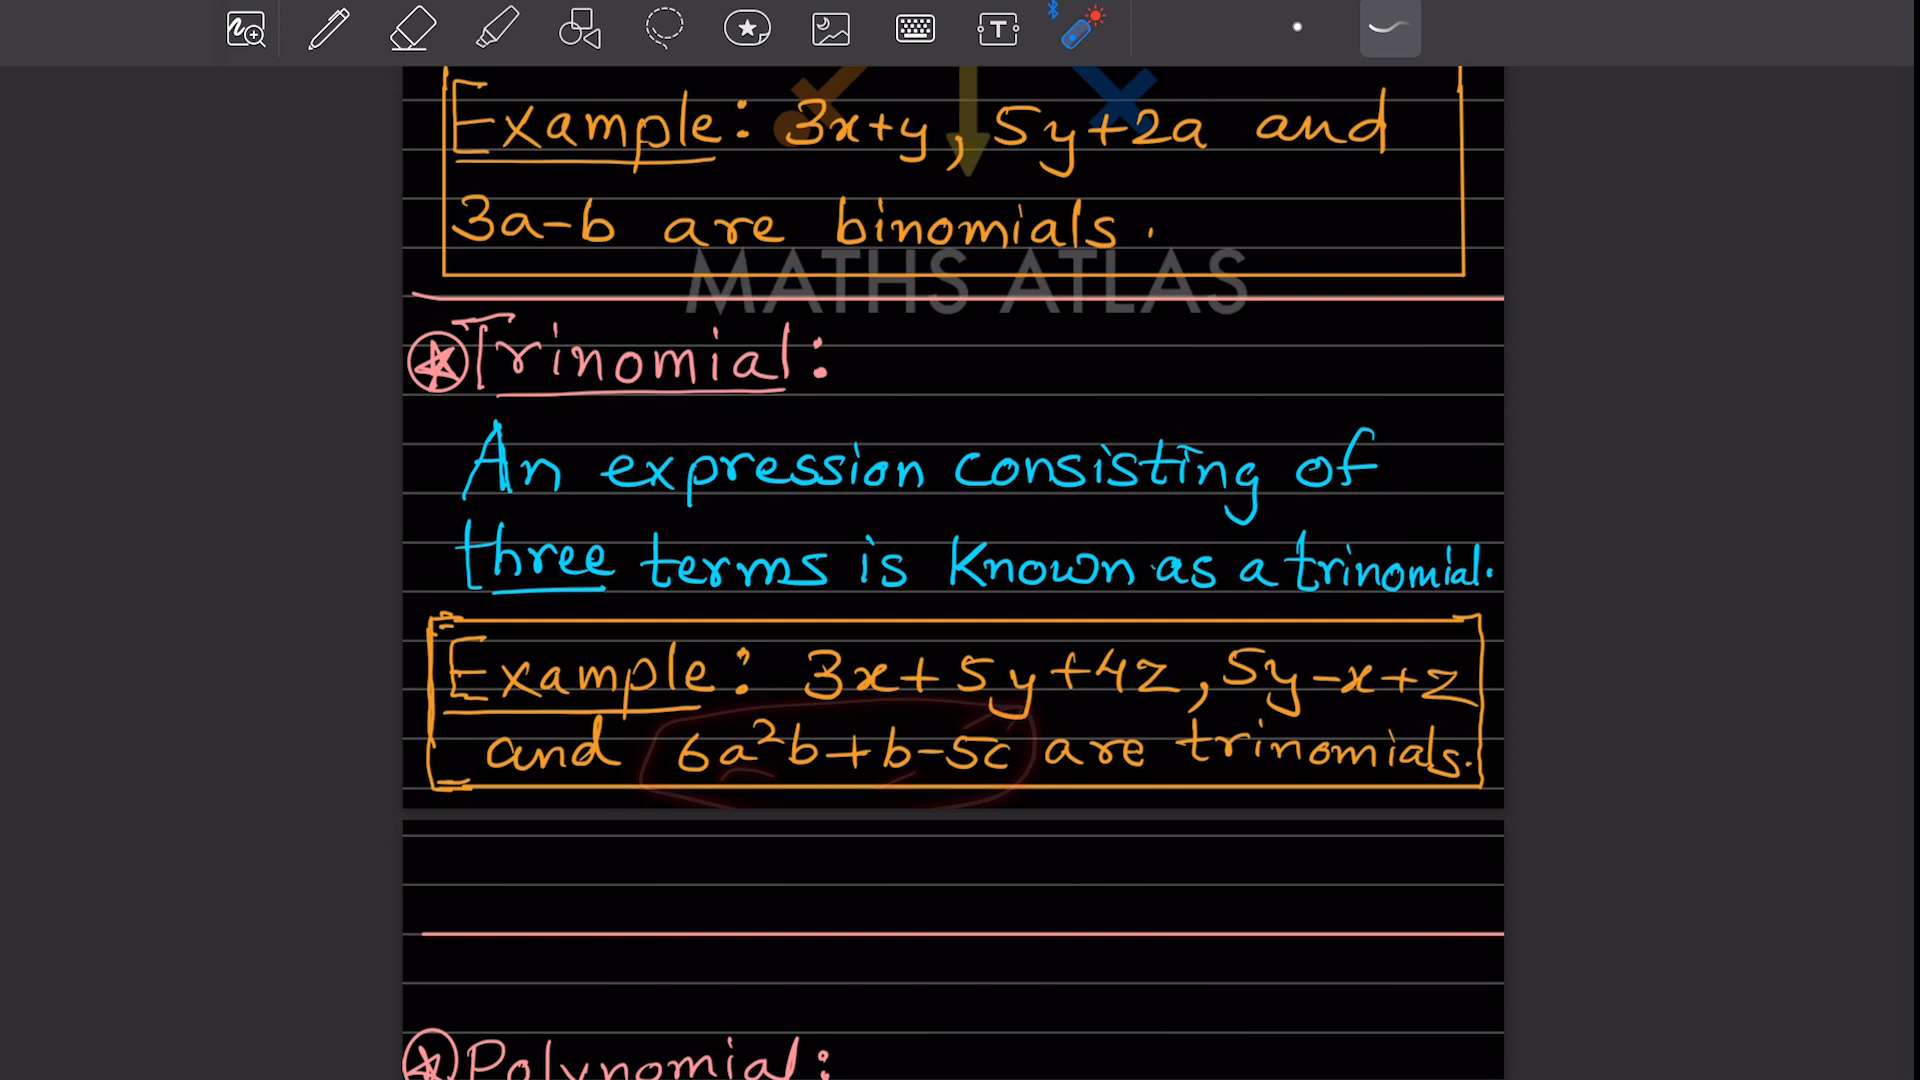 Example: 3x+y, 5y+2a and
3a-b are binomials.
MATHS ATLAS
Trinomial:
An expression consisting of
three terms is known as a trinomial.
Example: 3x+5y+4z, 5y-x+z
and 6a²b+b-5c are trinomials.
Polynomial: